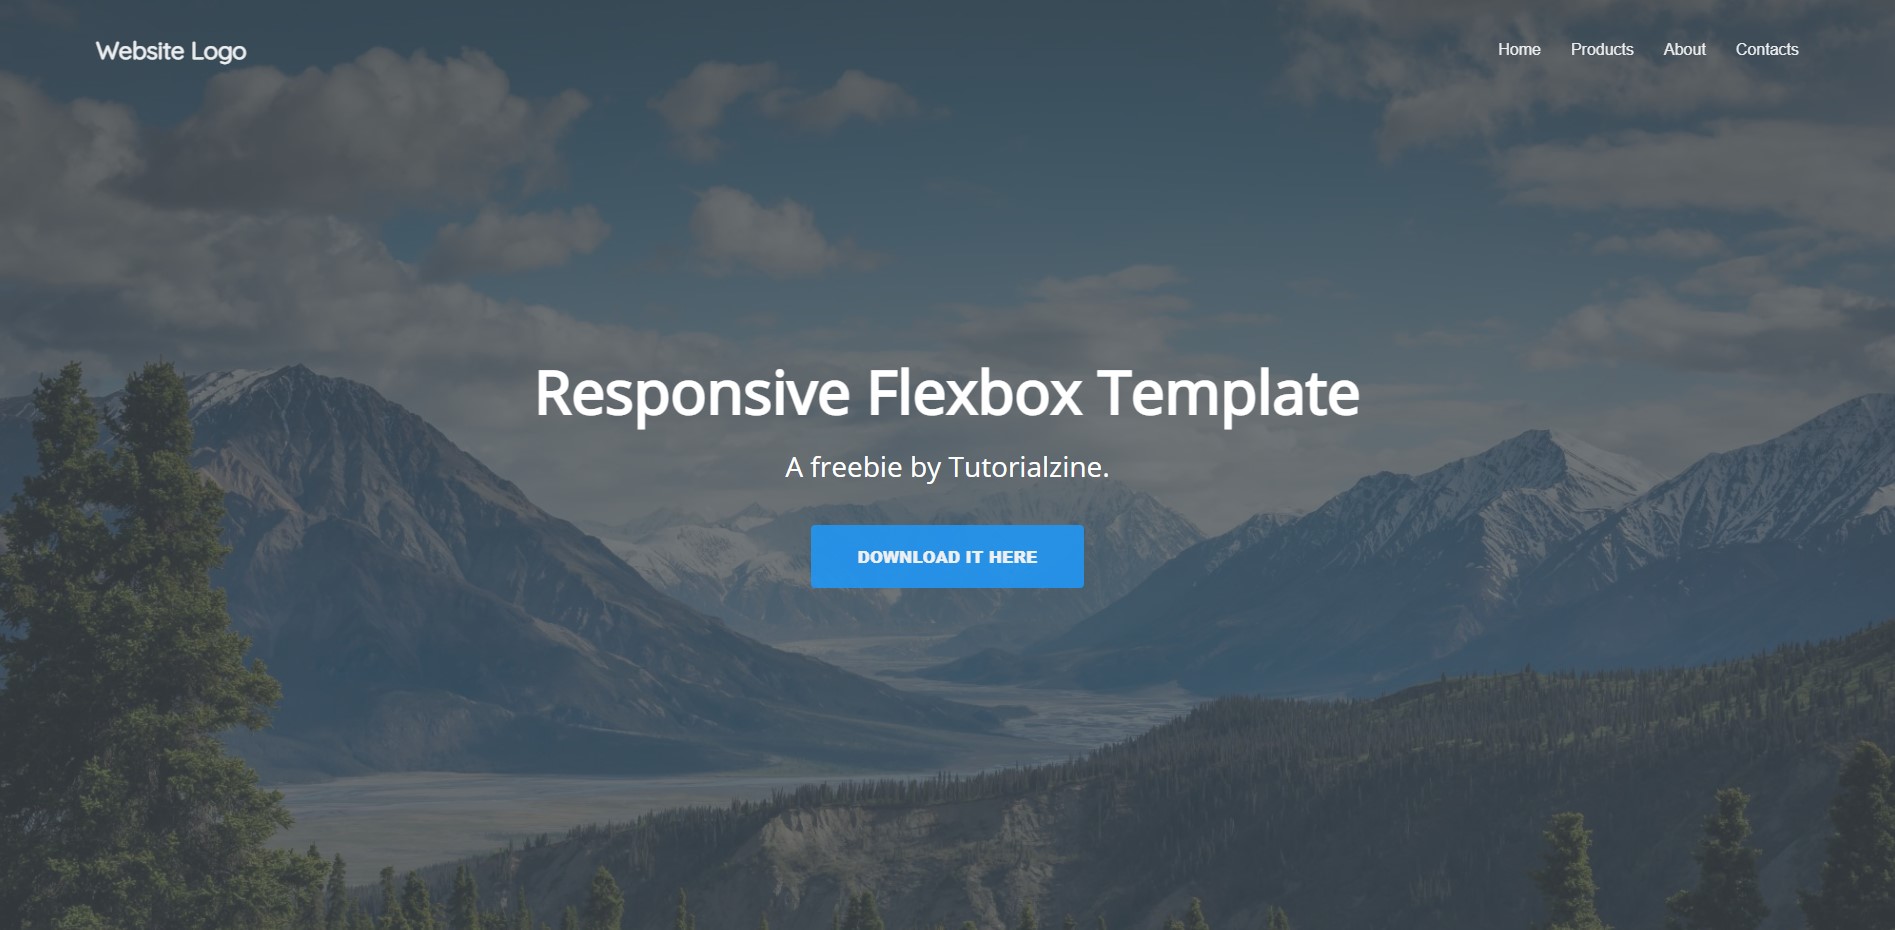 Website Logo
Home Products About Contacts
Responsive Flexbox Template
A freebie by Tutorialzine.
DOWNLOAD IT HERE